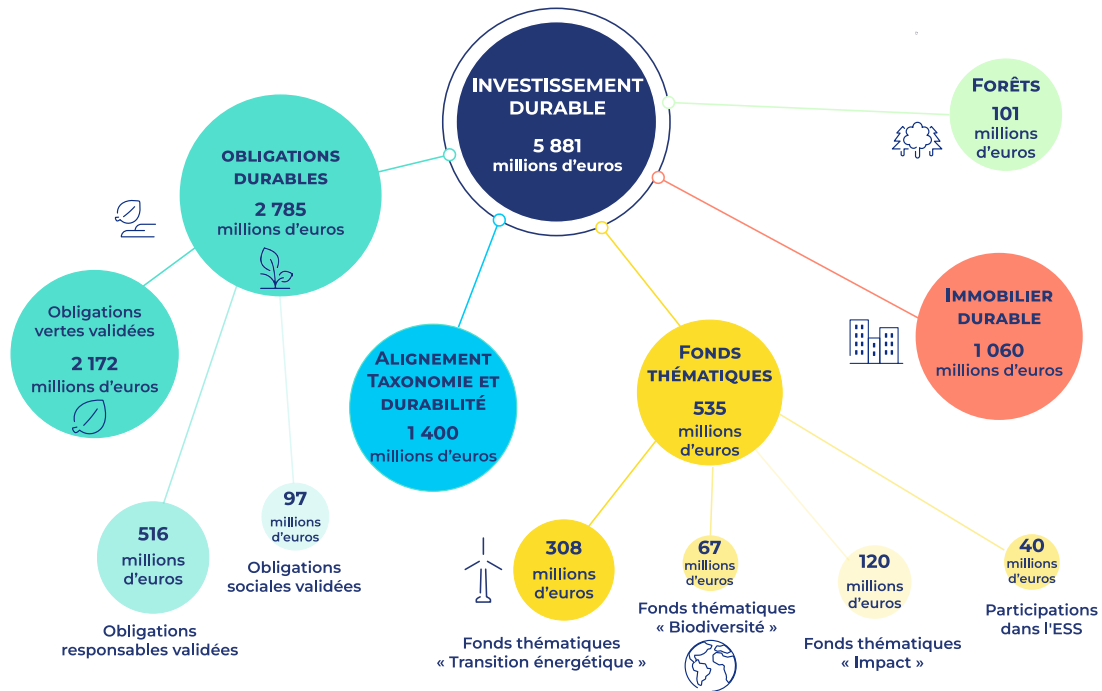 INVESTISSEMENT
DURABLE
5 881
millions d'euros
FORÊTS
101
millions
d'euros
OBLIGATIONS
DURABLES
2 785
millions d'euros
Obligations
vertes validées
2 172
millions d'euros
IMMOBILIER
DURABLE
1 060
millions d'euros
ALIGNEMENT
TAXONOMIE ET
DURABILITÉ
1 400
millions d'euros
FONDS
THÉMATIQUES
535
millions
d'euros
516
millions
d'euros
Obligations
responsables validées
97
millions
d'euros
Obligations
sociales validées
308
millions
d'euros
Fonds thématiques
« Transition énergétique »
67
millions
d'euros
Fonds thématiques
« Biodiversité »
120
millions
d'euros
Fonds thématiques
« Impact »
40
millions
d'euros
Participations
dans l'ESS